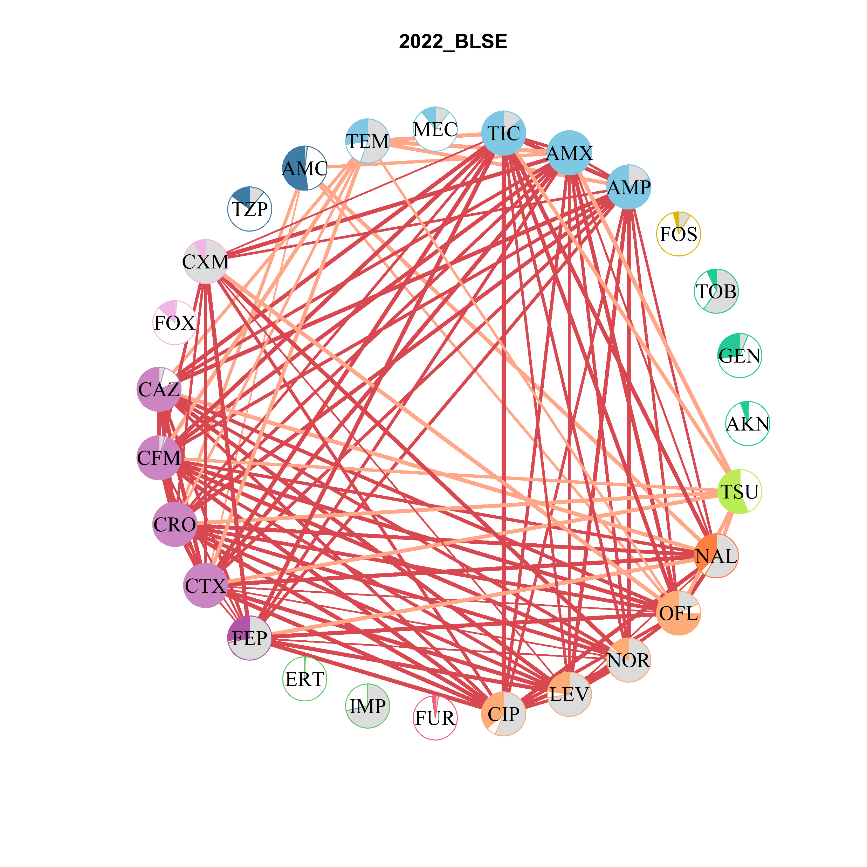 2022_BLSE
MEC
TIC
TEM
AMX
AMC
AMP
TZP
FOS
CXM
TOB
FOX
GEN
CAZ
AKN
CFM
TSU
CRO
NAL
CTX
OFL
FEP
NOR
ERT
LEV
IMP
CIP
FUR